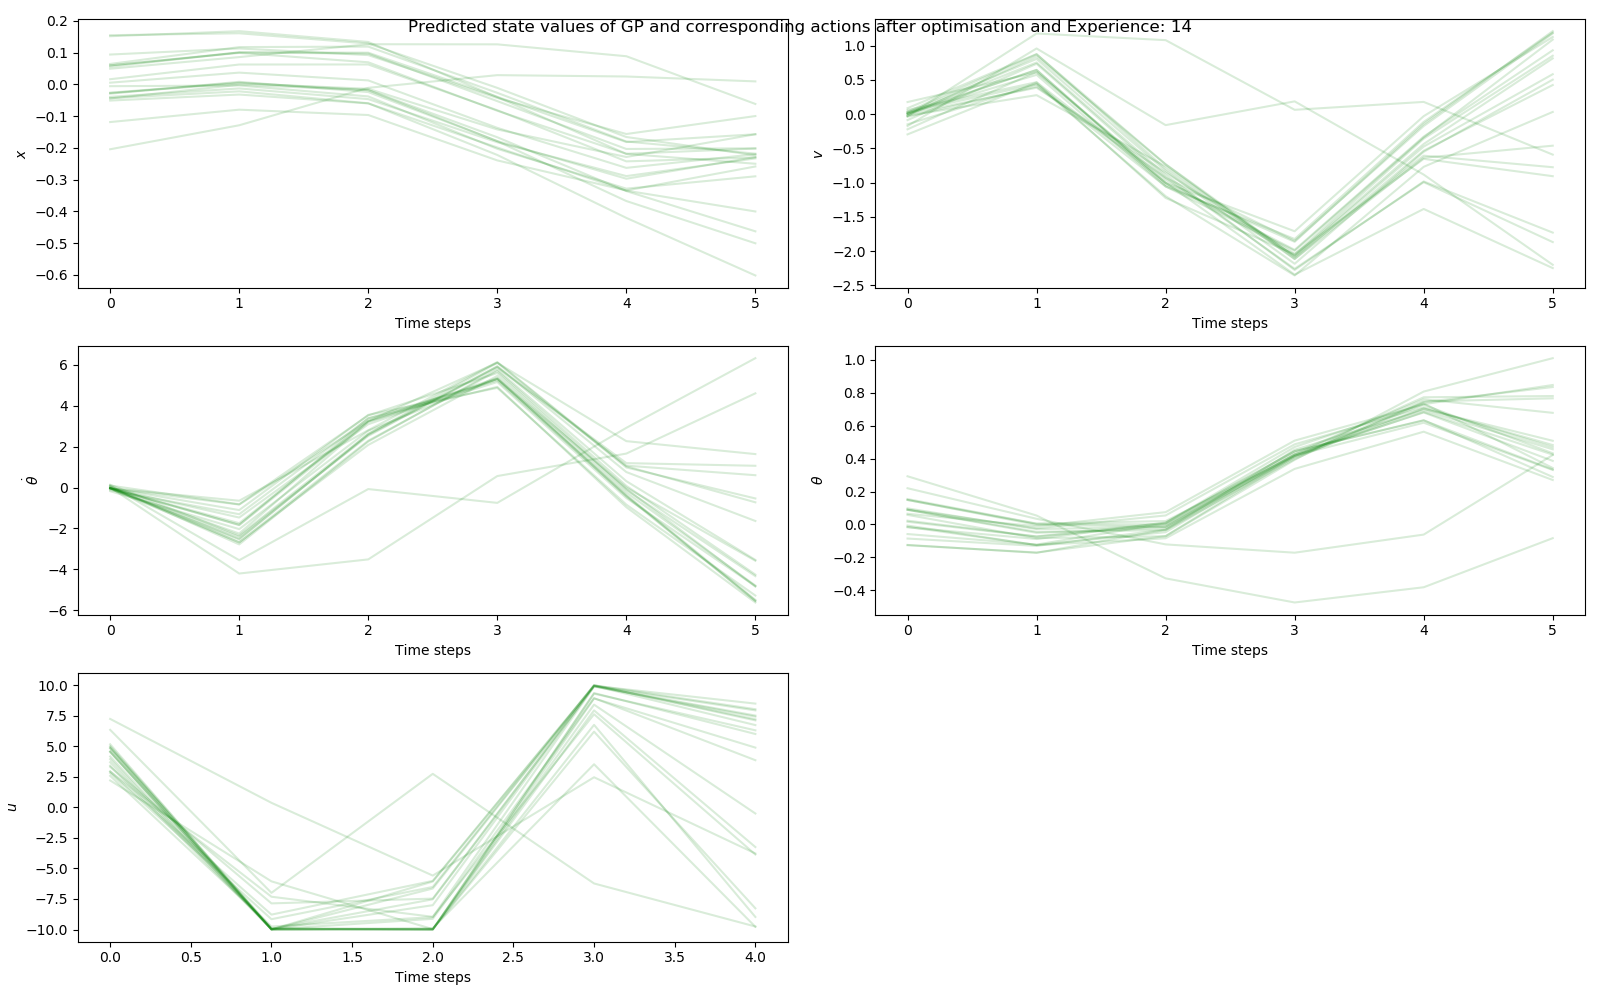 Predicted state values of GP and corresponding actions after optimisation and Experience: 14
0.2
0.1
0.0
−0.1
−0.2
−0.3
−0.4
−0.5
−0.6
x
0 1 2 3 4 5
Time steps
1.0
0.5
0.0
−0.5
−1.0
−1.5
−2.0
−2.5
v
0 1 2 3 4 5
Time steps
6
4
2
0
−2
−4
−6
θ̇
0 1 2 3 4 5
Time steps
1.0
0.8
0.6
0.4
0.2
0.0
−0.2
−0.4
θ
0 1 2 3 4 5
Time steps
10.0
7.5
5.0
2.5
0.0
−2.5
−5.0
−7.5
−10.0
u
0.0 0.5 1.0 1.5 2.0 2.5 3.0 3.5 4.0
Time steps